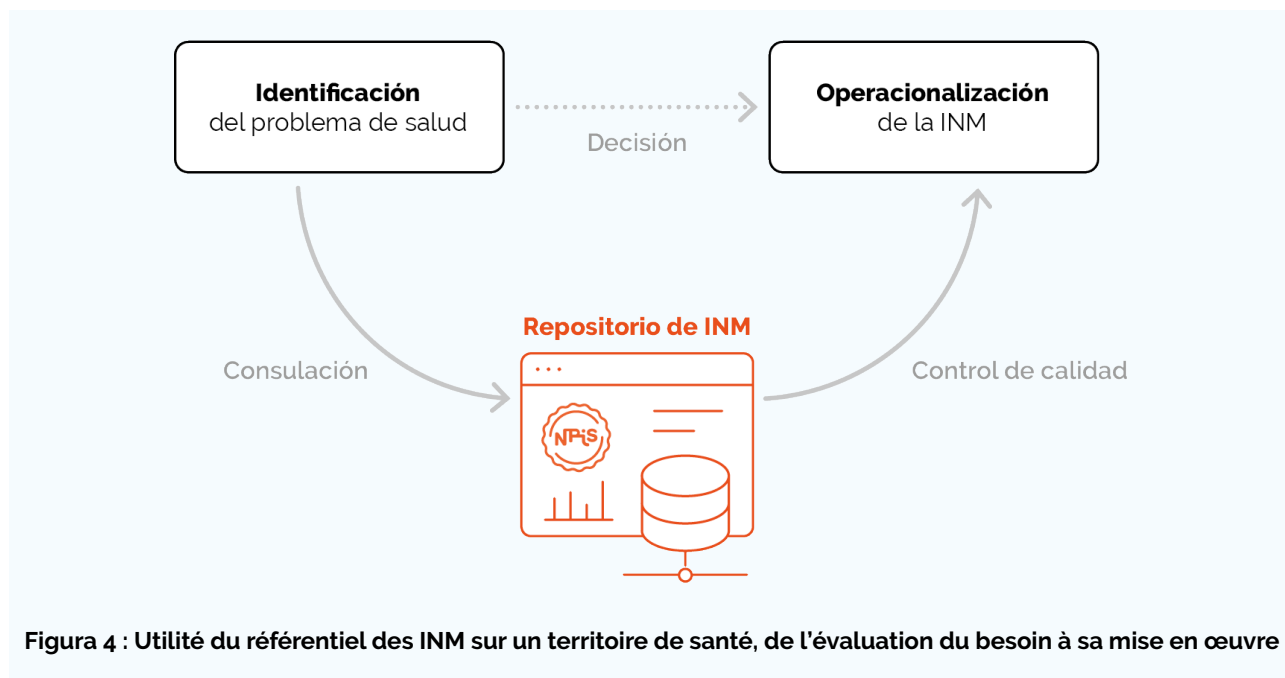 Identificación
del problema de salud
Decisión
Operacionalización
de la INM
Consulación
Repositorio de INM
NPiS
Control de calidad
Figura 4 : Utilité du référentiel des INM sur un territoire de santé, de l’évaluation du besoin à sa mise en œuvre